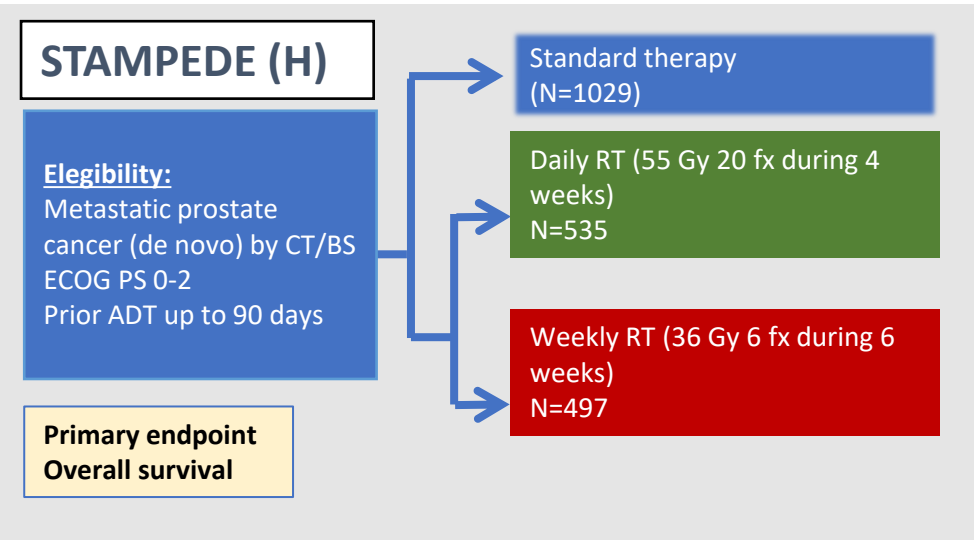 STAMPEDE (H)
Elegibility:
Metastatic prostate
cancer (de novo) by CT/BS
ECOG PS 0-2
Prior ADT up to 90 days
Primary endpoint
Overall survival
Standard therapy
(N=1029)
Daily RT (55 Gy 20 fx during 4
weeks)
N=535
Weekly RT (36 Gy 6 fx during 6
weeks)
N=497